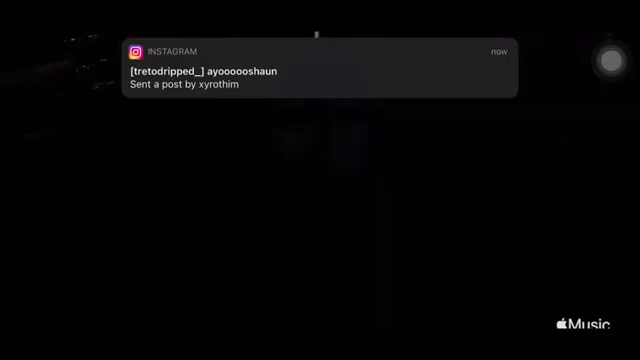 INSTAGRAM
now
[tretodripped_] ayoooooshaun
Sent a post by xyrothim
Music